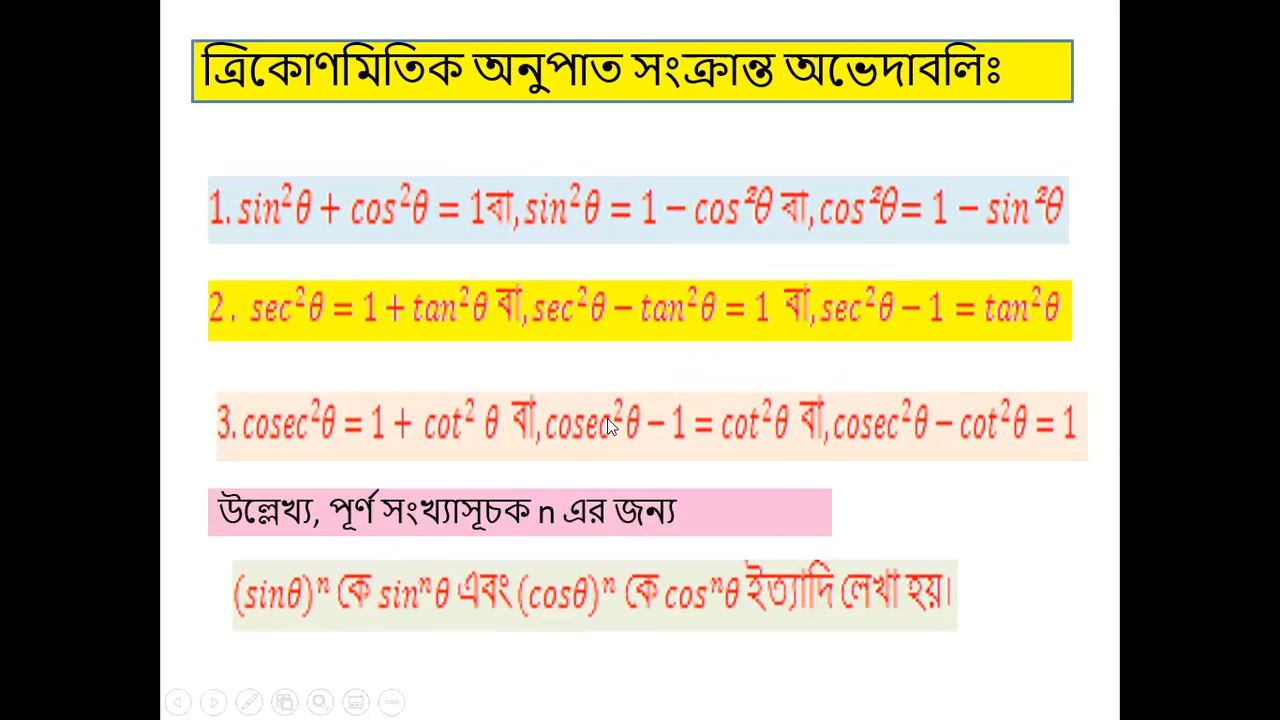 ত্রিকোণমিতিক অনুপাত সংক্রান্ত অভেদাবলিঃ
1. sin²θ + cos²θ = 1বা, sin²θ = 1 − cos²θ বা, cos²θ= 1 − sin²θ
2 . sec²θ = 1 + tan²θ বা, sec²θ − tan²θ = 1 বা, sec²θ − 1 = tan²θ
3. cosec²θ = 1 + cot² θ বা, cosec²θ − 1 = cot²θ বা, cosec²θ − cot²θ = 1
উল্লেখ্য, পূর্ণ সংখ্যাসূচক n এর জন্য
(sinθ)ⁿ কে sinⁿθ এবং (cosθ)ⁿ কে cosⁿθ ইত্যাদি লেখা হয়।